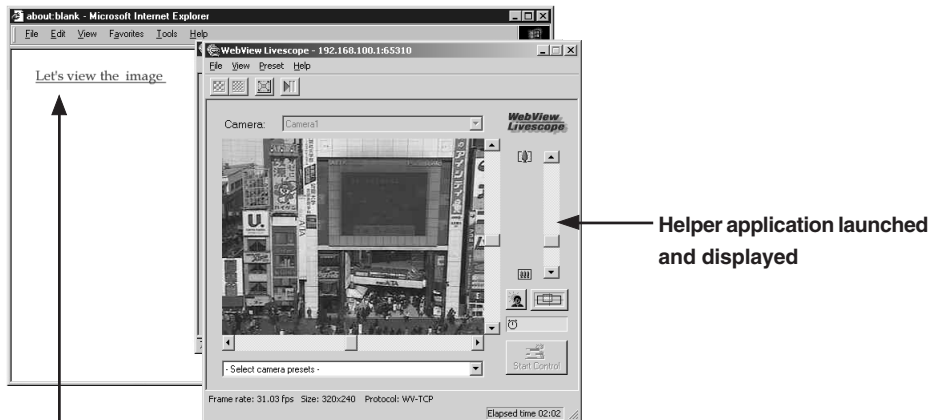 about:blank - Microsoft Internet Explorer
File Edit View Favorites Tools Help
Let's view the image
WebView Livescope - 192.168.100.1:65310
File View Preset Help
Camera: Camera1
WebView
Livescope
U.
ALTA
- Select camera presets -
Start Control
Frame rate: 31.03 fps Size: 320x240 Protocol: WV-TCP
Elapsed time 02:02
Helper application launched
and displayed